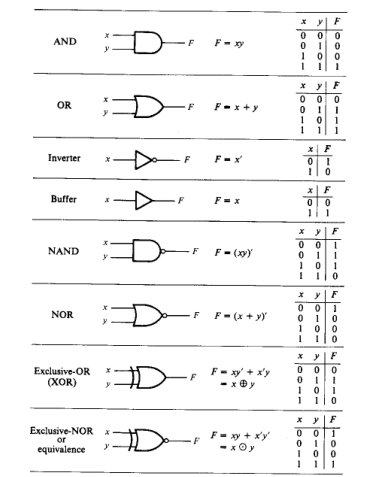 x y F
AND x y F F = xy 0 0 0
0 1 0
1 0 0
1 1 1
x y F
OR x y F F = x + y 0 0 0
0 1 1
1 0 1
1 1 1
x F
Inverter x F F = x' 0 1
1 0
x F
Buffer x F F = x 0 0
1 1
x y F
NAND x y F F = (xy)' 0 0 1
0 1 1
1 0 1
1 1 0
x y F
NOR x y F F = (x + y)' 0 0 1
0 1 0
1 0 0
1 1 0
x y F
Exclusive-OR x y F F = xy' + x'y 0 0 0
(XOR) = x ⊕ y 0 1 1
1 0 1
1 1 0
x y F
Exclusive-NOR x y F F = xy + x'y' 0 0 1
or = x ⊙ y 0 1 0
equivalence 1 0 0
1 1 1